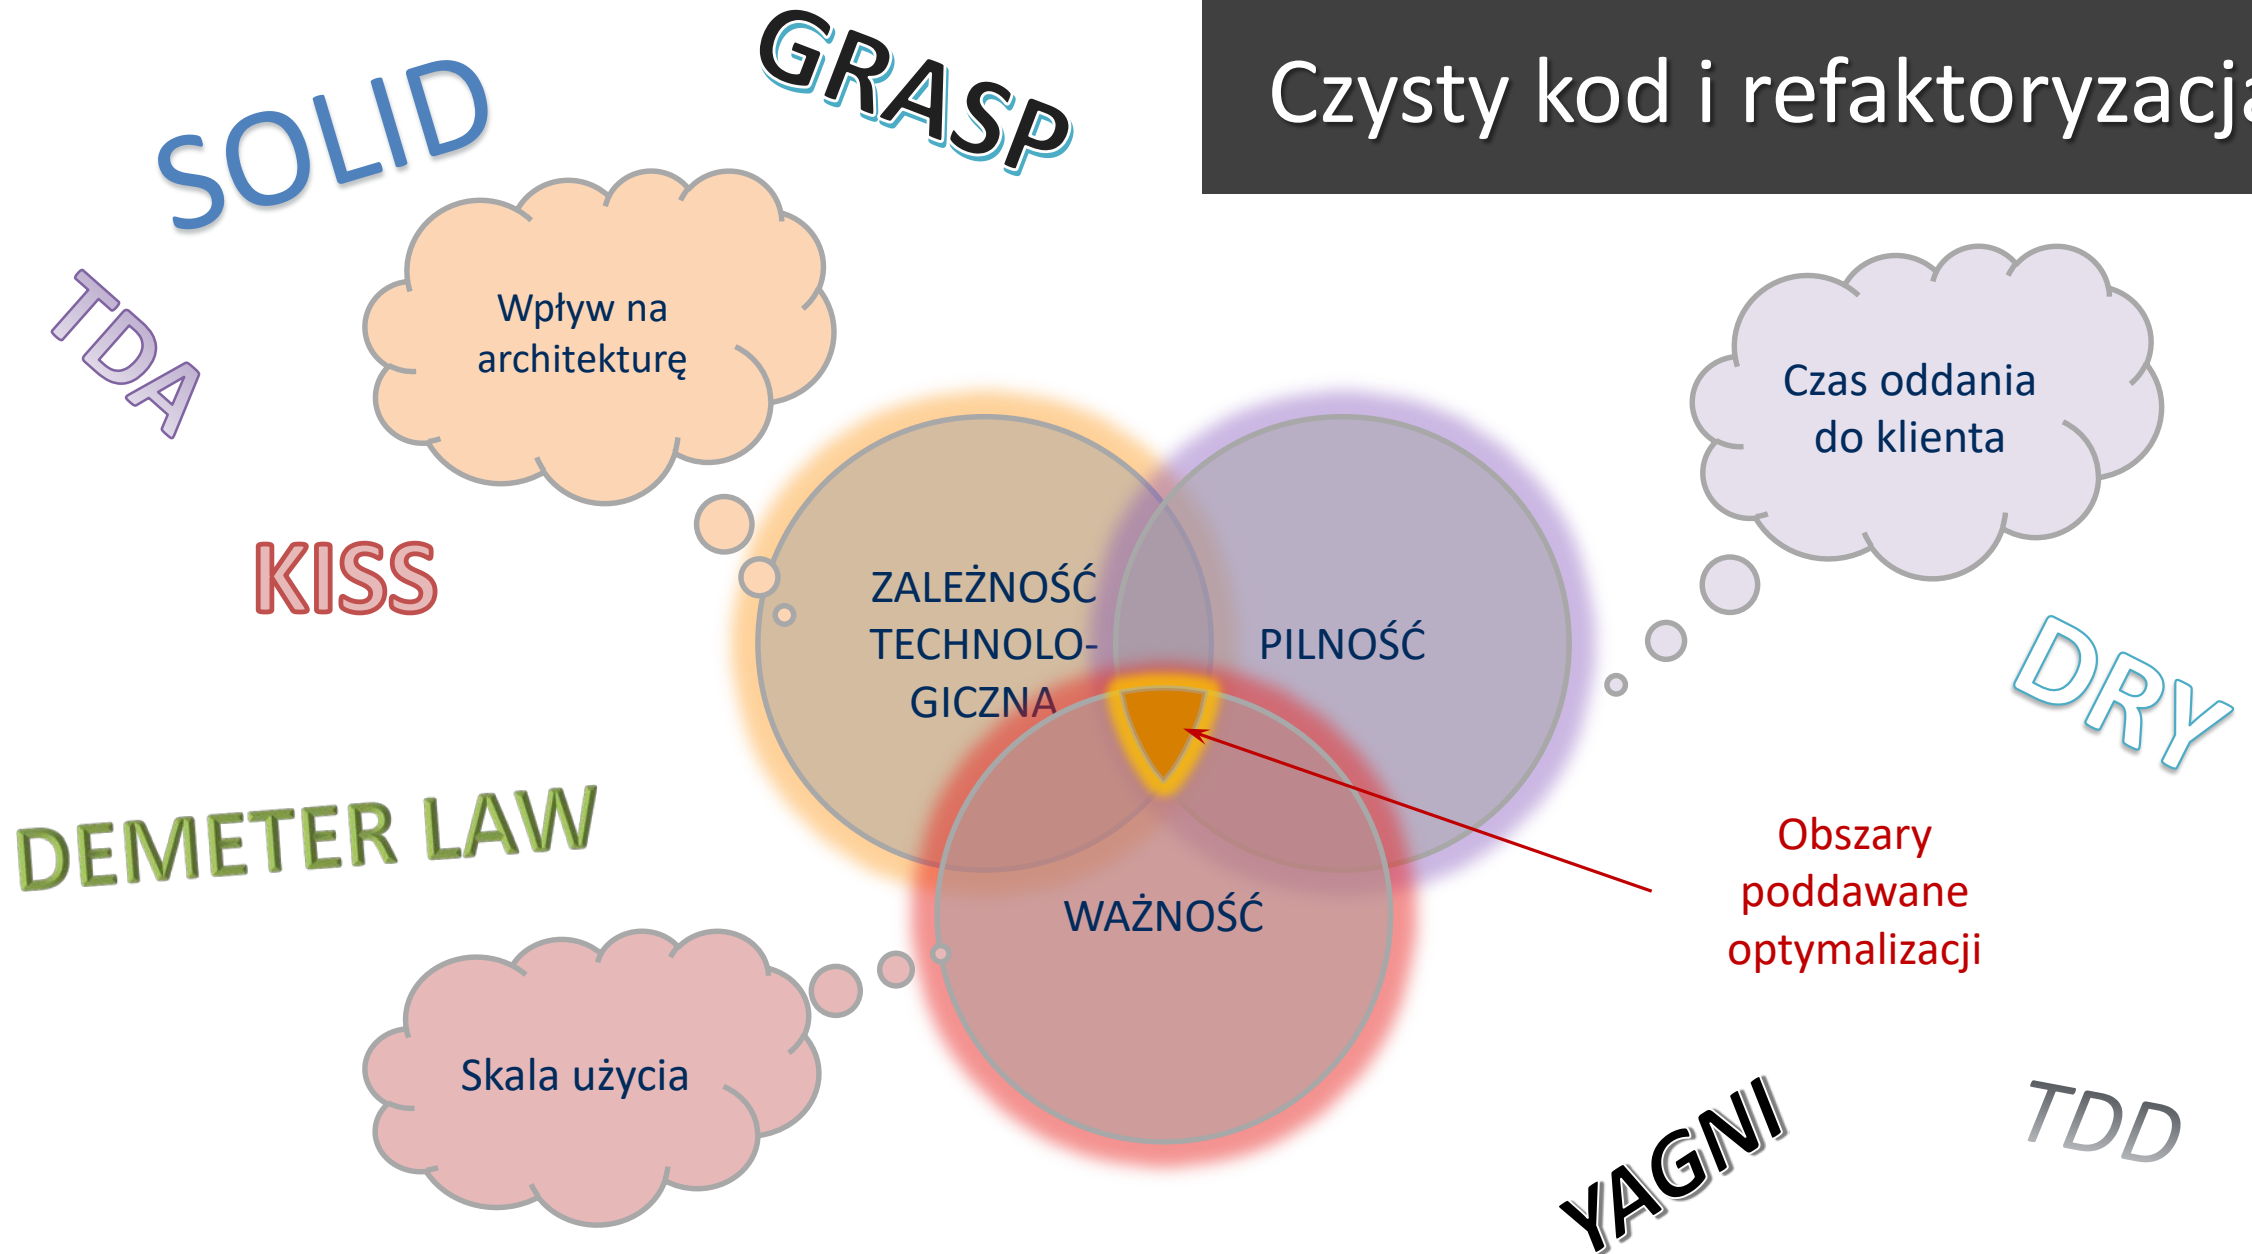 GRASP
Czysty kod i refaktoryzacja
SOLID
Wpływ na
architekturę
TDA
Czas oddania
do klienta
KISS
ZALEŻNOŚĆ
TECHNOLO-
GICZNA
PILNOŚĆ
DRY
DEMETER LAW
WAŻNOŚĆ
Obszary
poddawane
optymalizacji
Skala użycia
YAGNI
TDD